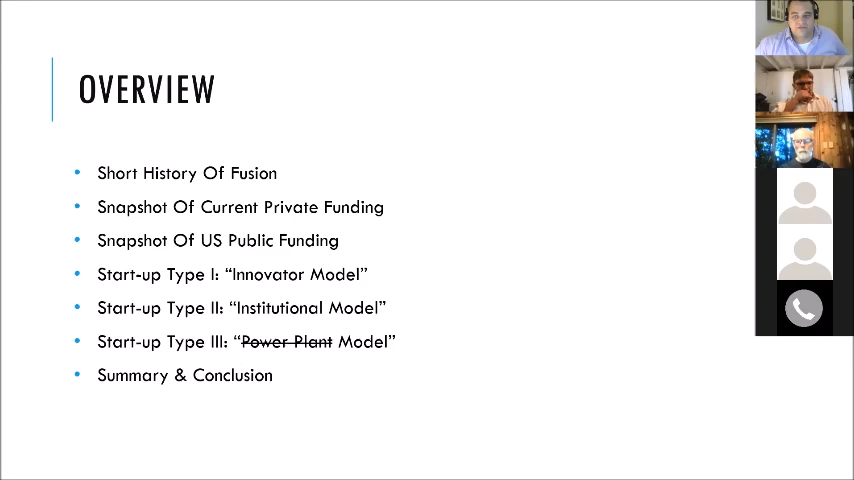 OVERVIEW
• Short History Of Fusion
• Snapshot Of Current Private Funding
• Snapshot Of US Public Funding
• Start-up Type I: “Innovator Model”
• Start-up Type II: “Institutional Model”
• Start-up Type III: “Power Plant Model”
• Summary & Conclusion